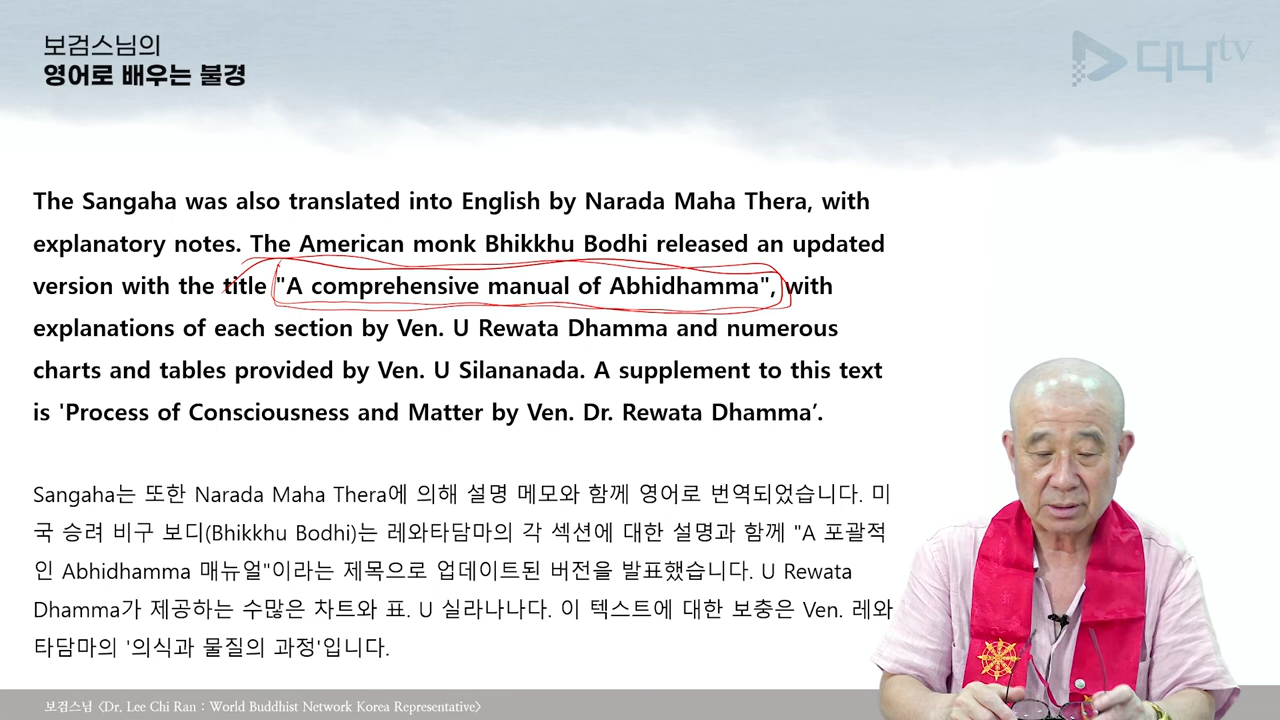 보검스님의
영어로 배우는 불경
디나tv
The Sangaha was also translated into English by Narada Maha Thera, with
explanatory notes. The American monk Bhikkhu Bodhi released an updated
version with the title "A comprehensive manual of Abhidhamma", with
explanations of each section by Ven. U Rewata Dhamma and numerous
charts and tables provided by Ven. U Silananada. A supplement to this text
is 'Process of Consciousness and Matter by Ven. Dr. Rewata Dhamma’.
Sangaha는 또한 Narada Maha Thera에 의해 설명 메모와 함께 영어로 번역되었습니다. 미
국 승려 비구 보디(Bhikkhu Bodhi)는 레와타담마의 각 섹션에 대한 설명과 함께 "A 포괄적
인 Abhidhamma 매뉴얼"이라는 제목으로 업데이트된 버전을 발표했습니다. U Rewata
Dhamma가 제공하는 수많은 차트와 표. U 실라나나다. 이 텍스트에 대한 보충은 Ven. 레와
타담마의 '의식과 물질의 과정'입니다.
보검스님 <Dr. Lee Chi Ran : World Buddhist Network Korea Representative>